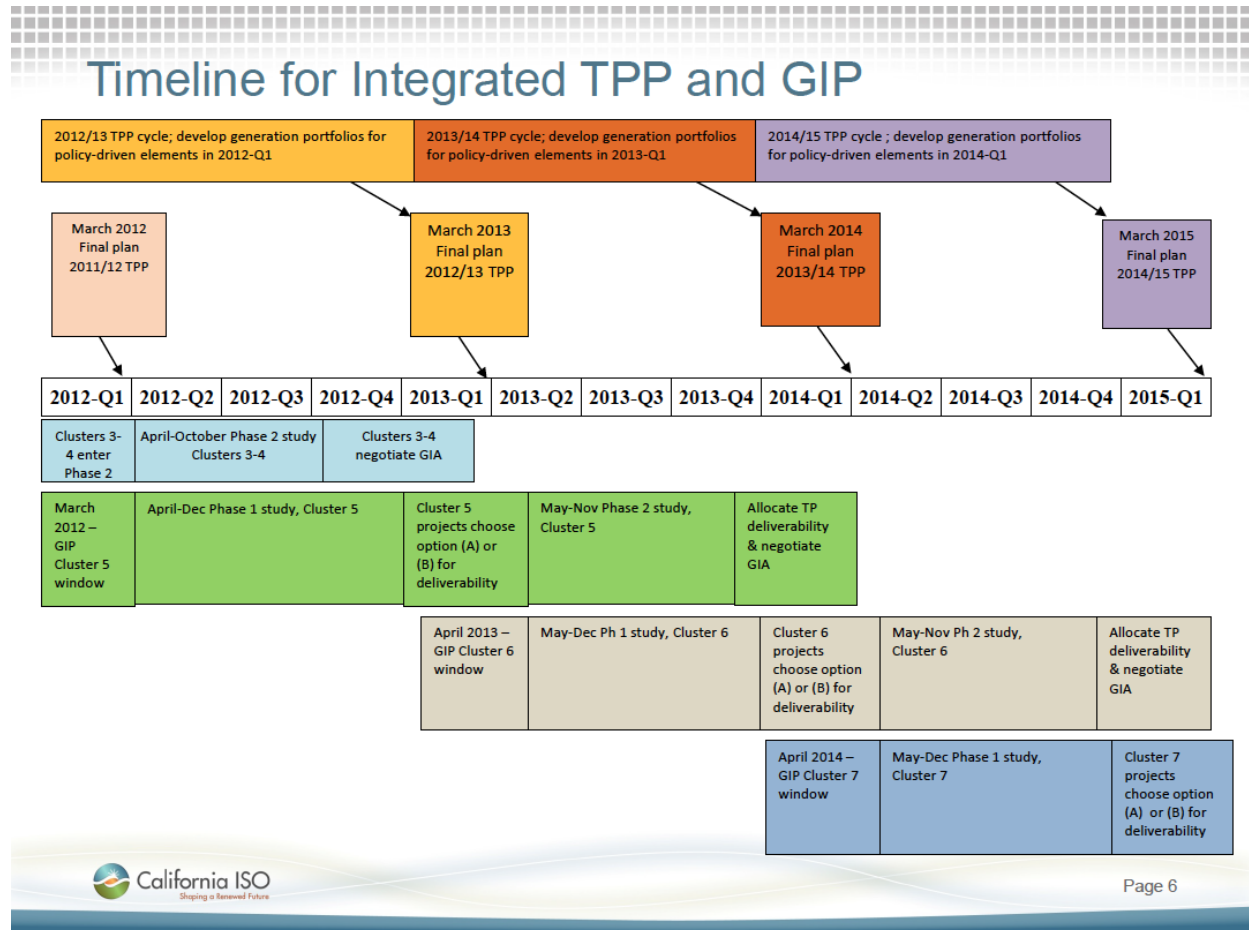 Timeline for Integrated TPP and GIP
2012/13 TPP cycle; develop generation portfolios for
policy-driven elements in 2012-Q1
2013/14 TPP cycle; develop generation portfolios
for policy-driven elements in 2013-Q1
2014/15 TPP cycle ; develop generation portfolios
for policy-driven elements in 2014-Q1
March 2012
Final plan
2011/12 TPP
March 2013
Final plan
2012/13 TPP
March 2014
Final plan
2013/14 TPP
March 2015
Final plan
2014/15 TPP
2012-Q1 2012-Q2 2012-Q3 2012-Q4 2013-Q1 2013-Q2 2013-Q3 2013-Q4 2014-Q1 2014-Q2 2014-Q3 2014-Q4 2015-Q1
Clusters 3-
4 enter
Phase 2
April-October Phase 2 study
Clusters 3-4
Clusters 3-4
negotiate GIA
March
2012 –
GIP
Cluster 5
window
April-Dec Phase 1 study, Cluster 5
Cluster 5
projects choose
option (A) or
(B) for
deliverability
May-Nov Phase 2 study,
Cluster 5
Allocate TP
deliverability
& negotiate
GIA
April 2013 –
GIP Cluster 6
window
May-Dec Ph 1 study, Cluster 6
Cluster 6
projects
choose option
(A) or (B) for
deliverability
May-Nov Ph 2 study,
Cluster 6
Allocate TP
deliverability
& negotiate
GIA
April 2014 –
GIP Cluster 7
window
May-Dec Phase 1 study,
Cluster 7
Cluster 7
projects
choose option
(A) or (B) for
deliverability
California ISO
Shaping a Renewed Future
Page 6